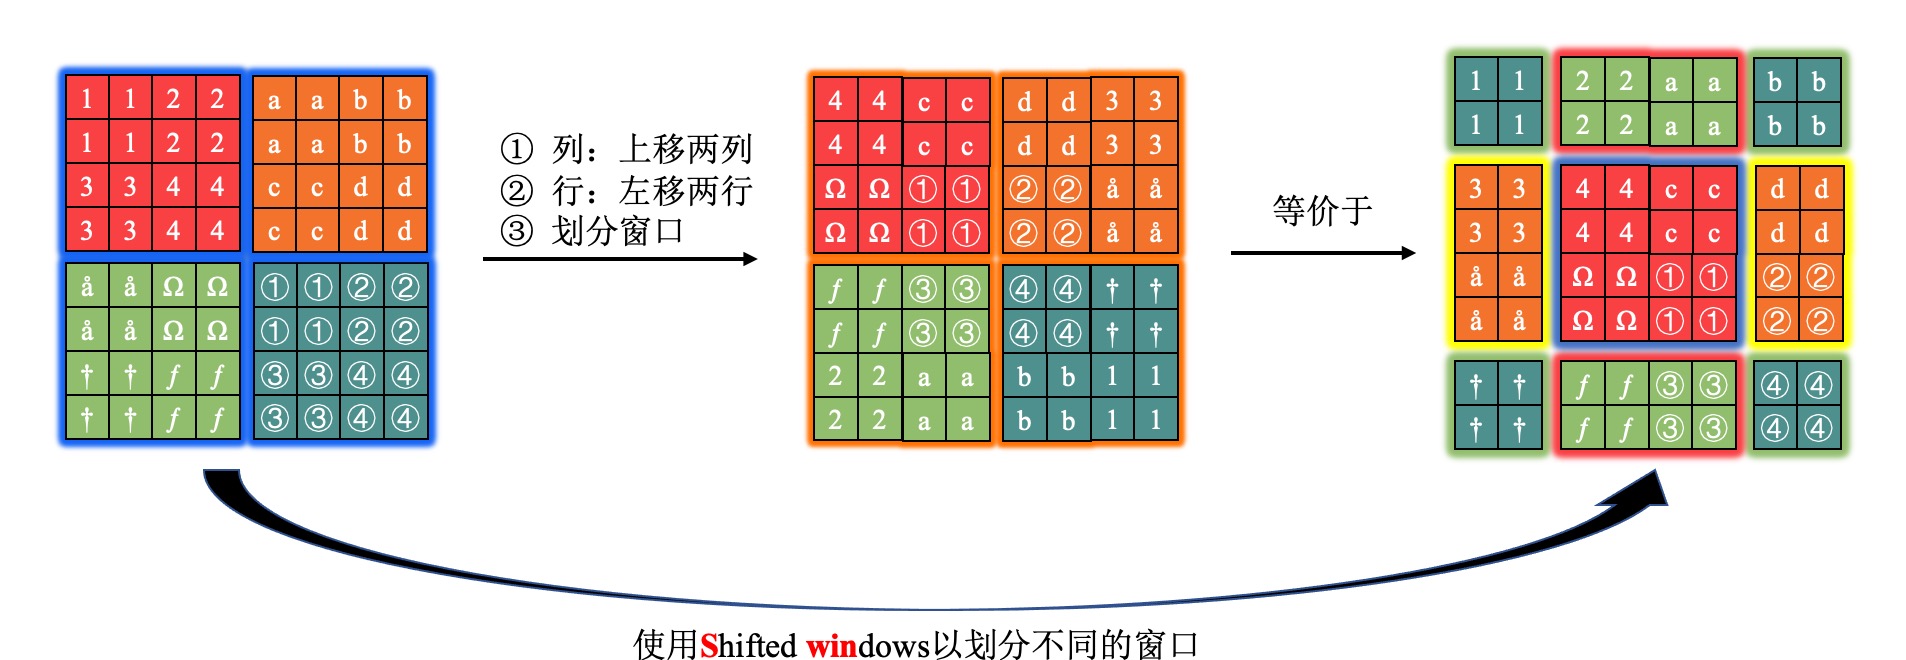 1 1 2 2 a a b b
1 1 2 2 a a b b
3 3 4 4 c c d d
3 3 4 4 c c d d
å å Ω Ω ① ① ② ②
å å Ω Ω ① ① ② ②
† † ƒ ƒ ③ ③ ④ ④
† † ƒ ƒ ③ ③ ④ ④
① 列：上移两列
② 行：左移两行
③ 划分窗口
4 4 c c d d 3 3
4 4 c c d d 3 3
Ω Ω ① ① ② ② å å
Ω Ω ① ① ② ② å å
ƒ ƒ ③ ③ ④ ④ † †
ƒ ƒ ③ ③ ④ ④ † †
2 2 a a b b 1 1
2 2 a a b b 1 1
等价于
1 1 2 2 a a b b
1 1 2 2 a a b b
3 3 4 4 c c d d
3 3 4 4 c c d d
å å Ω Ω ① ① ② ②
å å Ω Ω ① ① ② ②
† † ƒ ƒ ③ ③ ④ ④
† † ƒ ƒ ③ ③ ④ ④
使用Shifted windows以划分不同的窗口